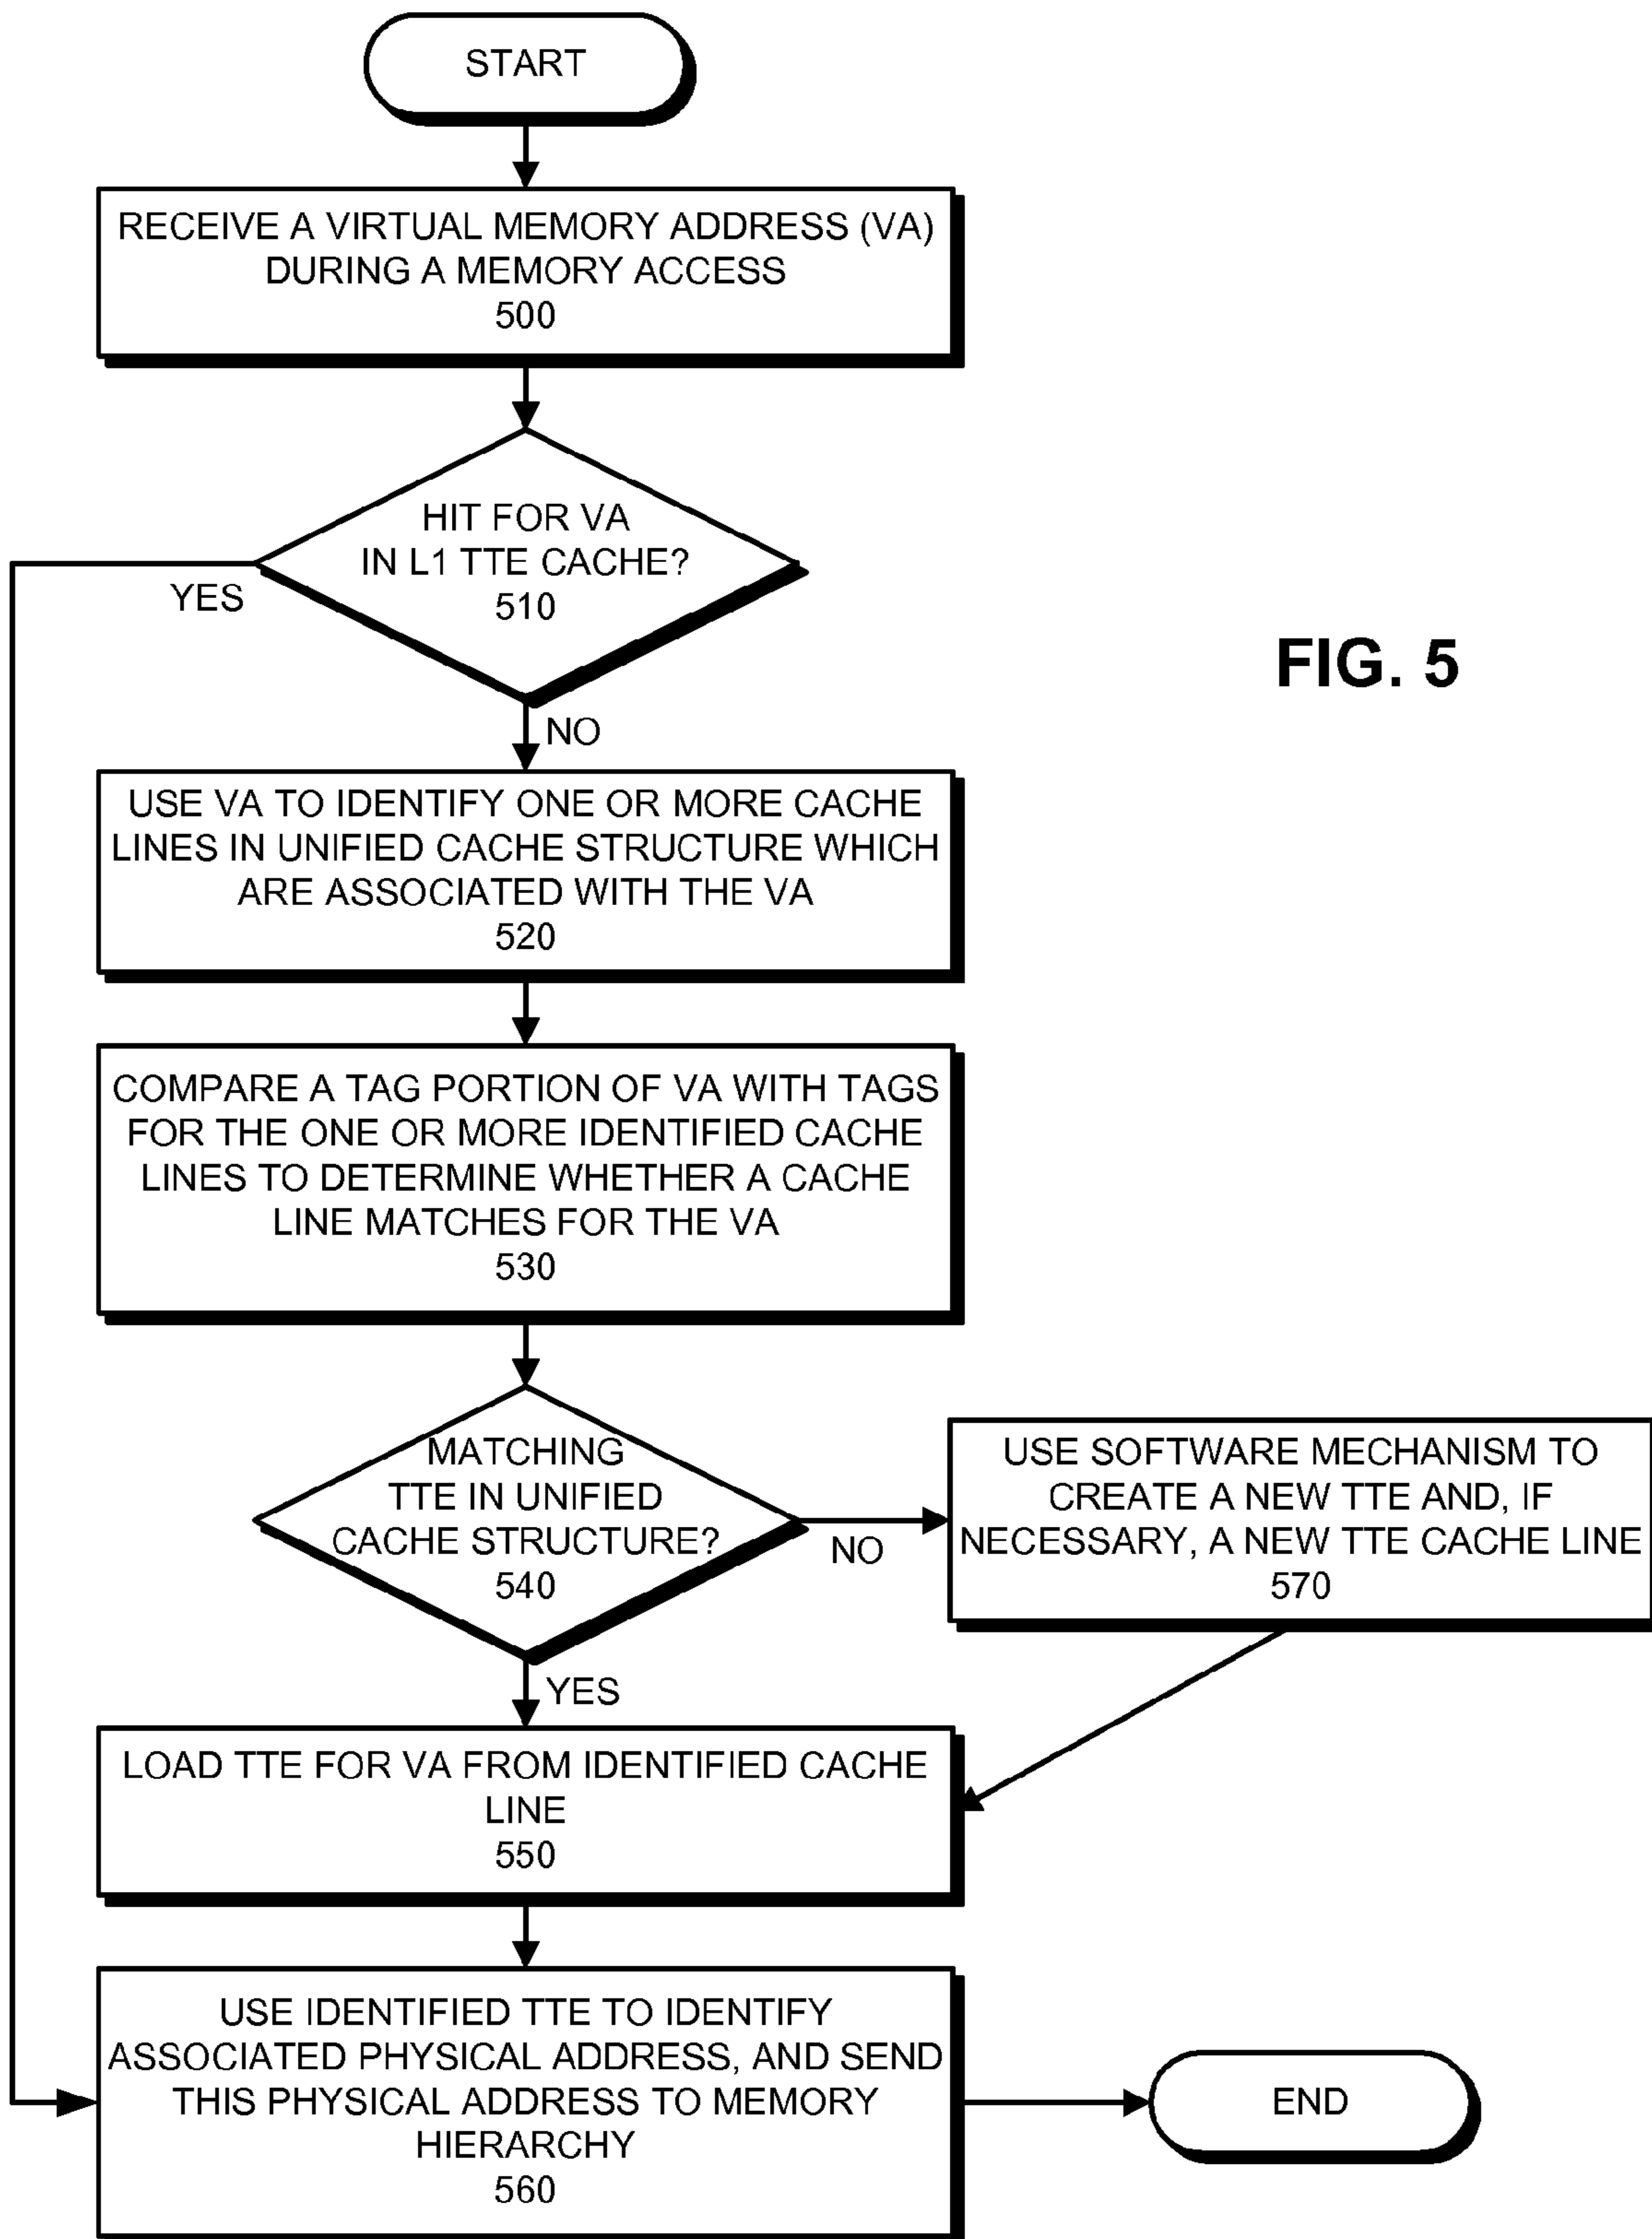 START
RECEIVE A VIRTUAL MEMORY ADDRESS (VA)
DURING A MEMORY ACCESS
500
HIT FOR VA
IN L1 TTE CACHE?
510
YES
FIG. 5
NO
USE VA TO IDENTIFY ONE OR MORE CACHE
LINES IN UNIFIED CACHE STRUCTURE WHICH
ARE ASSOCIATED WITH THE VA
520
COMPARE A TAG PORTION OF VA WITH TAGS
FOR THE ONE OR MORE IDENTIFIED CACHE
LINES TO DETERMINE WHETHER A CACHE
LINE MATCHES FOR THE VA
530
MATCHING
TTE IN UNIFIED
CACHE STRUCTURE?
540
NO
USE SOFTWARE MECHANISM TO
CREATE A NEW TTE AND, IF
NECESSARY, A NEW TTE CACHE LINE
570
YES
LOAD TTE FOR VA FROM IDENTIFIED CACHE
LINE
550
USE IDENTIFIED TTE TO IDENTIFY
ASSOCIATED PHYSICAL ADDRESS, AND SEND
THIS PHYSICAL ADDRESS TO MEMORY
HIERARCHY
560
END